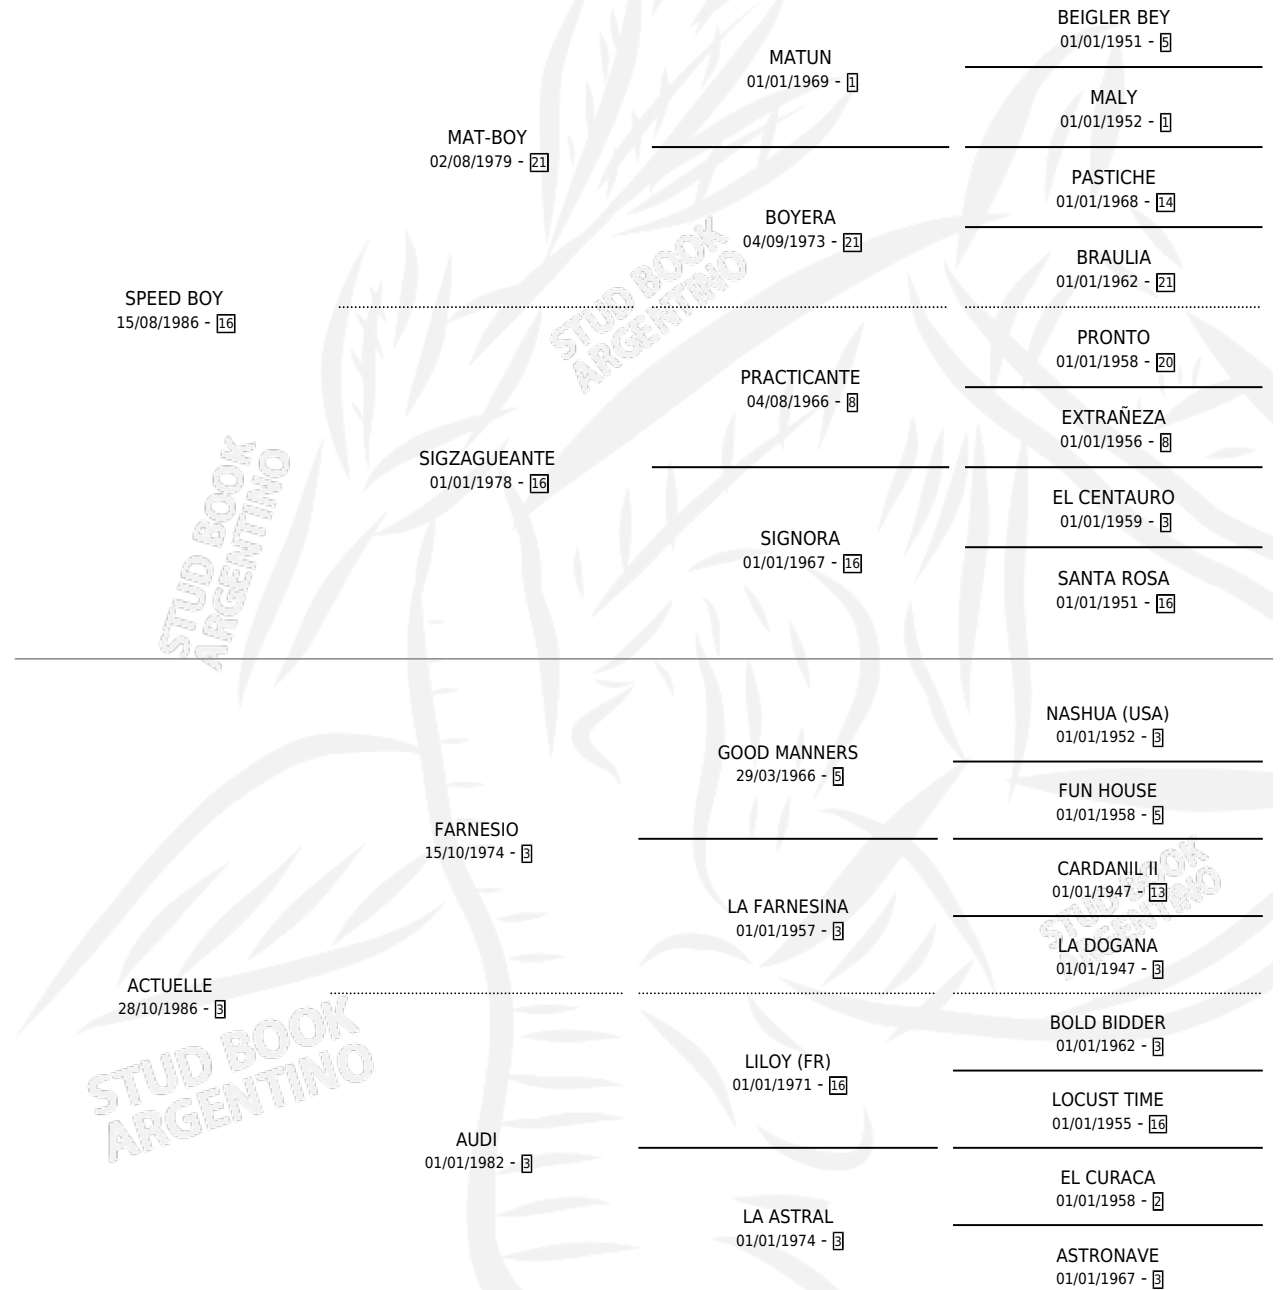 BEIGLER BEY
01/01/1951 - 5
MATUN
01/01/1969 - 1
MALY
01/01/1952 - 1
MAT-BOY
02/08/1979 - 21
PASTICHE
01/01/1968 - 14
BOYERA
04/09/1973 - 21
BRAULIA
01/01/1962 - 21
SPEED BOY
15/08/1986 - 16
PRONTO
01/01/1958 - 20
PRACTICANTE
04/08/1966 - 8
EXTRAÑEZA
01/01/1956 - 8
SIGZAGUEANTE
01/01/1978 - 16
EL CENTAURO
01/01/1959 - 3
SIGNORA
01/01/1967 - 16
SANTA ROSA
01/01/1951 - 16
STUD BOOK
ARGENTINO
STUD BOOK
ARGENTINO
NASHUA (USA)
01/01/1952 - 3
GOOD MANNERS
29/03/1966 - 5
FUN HOUSE
01/01/1958 - 5
FARNESIO
15/10/1974 - 3
CARDANIL II
01/01/1947 - 13
LA FARNESINA
01/01/1957 - 3
LA DOGANA
01/01/1947 - 3
ACTUELLE
28/10/1986 - 3
BOLD BIDDER
01/01/1962 - 3
LILOY (FR)
01/01/1971 - 16
LOCUST TIME
01/01/1955 - 16
AUDI
01/01/1982 - 3
EL CURACA
01/01/1958 - 2
LA ASTRAL
01/01/1974 - 3
ASTRONAVE
01/01/1967 - 3
STUD BOOK
ARGENTINO
STUD BOOK
ARGENTINO